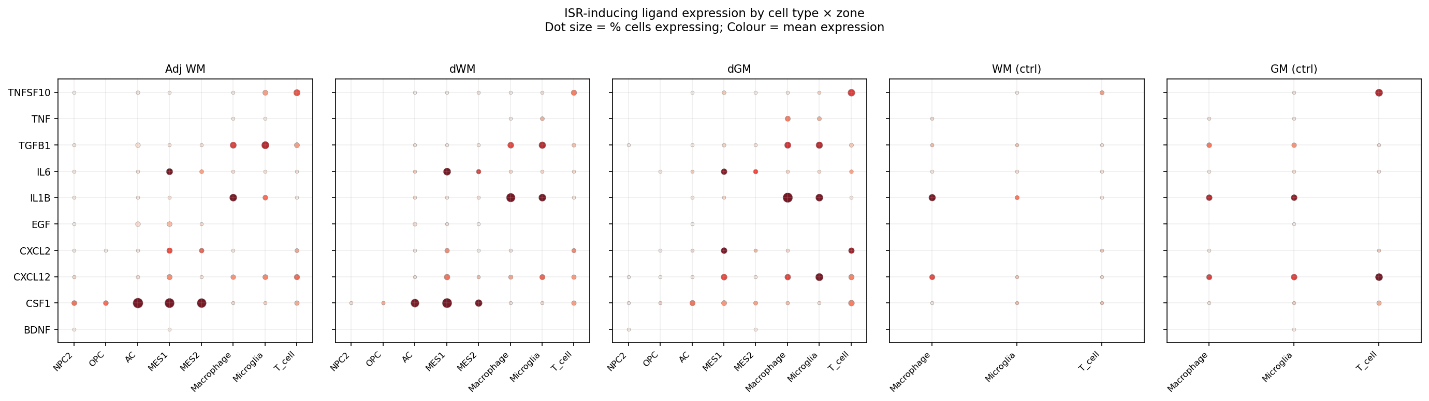 ISR-inducing ligand expression by cell type × zone
Dot size = % cells expressing; Colour = mean expression
Adj WM
dWM
dGM
WM (ctrl)
GM (ctrl)
TNFSF10
TNF
TGFB1
IL6
IL1B
EGF
CXCL2
CXCL12
CSF1
BDNF
NPC2
OPC
AC
MES1
MES2
Macrophage
Microglia
T_cell
NPC2
OPC
AC
MES1
MES2
Macrophage
Microglia
T_cell
NPC2
OPC
AC
MES1
MES2
Macrophage
Microglia
T_cell
Macrophage
Microglia
T_cell
Macrophage
Microglia
T_cell